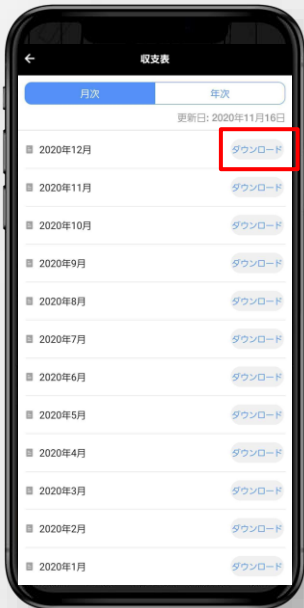 収支表
月次 年次
更新日: 2020年11月16日
2020年12月 ダウンロード
2020年11月 ダウンロード
2020年10月 ダウンロード
2020年9月 ダウンロード
2020年8月 ダウンロード
2020年7月 ダウンロード
2020年6月 ダウンロード
2020年5月 ダウンロード
2020年4月 ダウンロード
2020年3月 ダウンロード
2020年2月 ダウンロード
2020年1月 ダウンロード